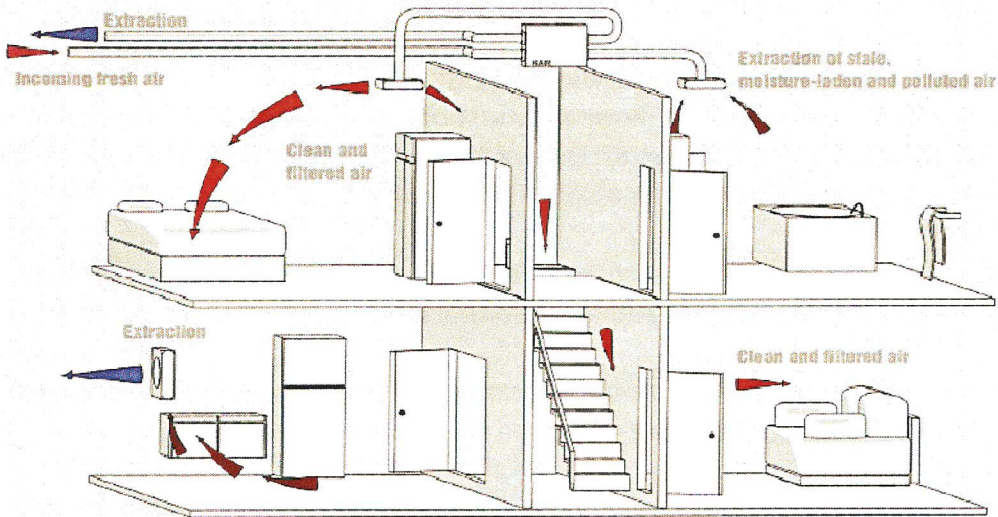 Extraction
Incoming fresh air
Extraction of stale,
moisture-laden and polluted air
Clean and
filtered air
Extraction
Clean and filtered air